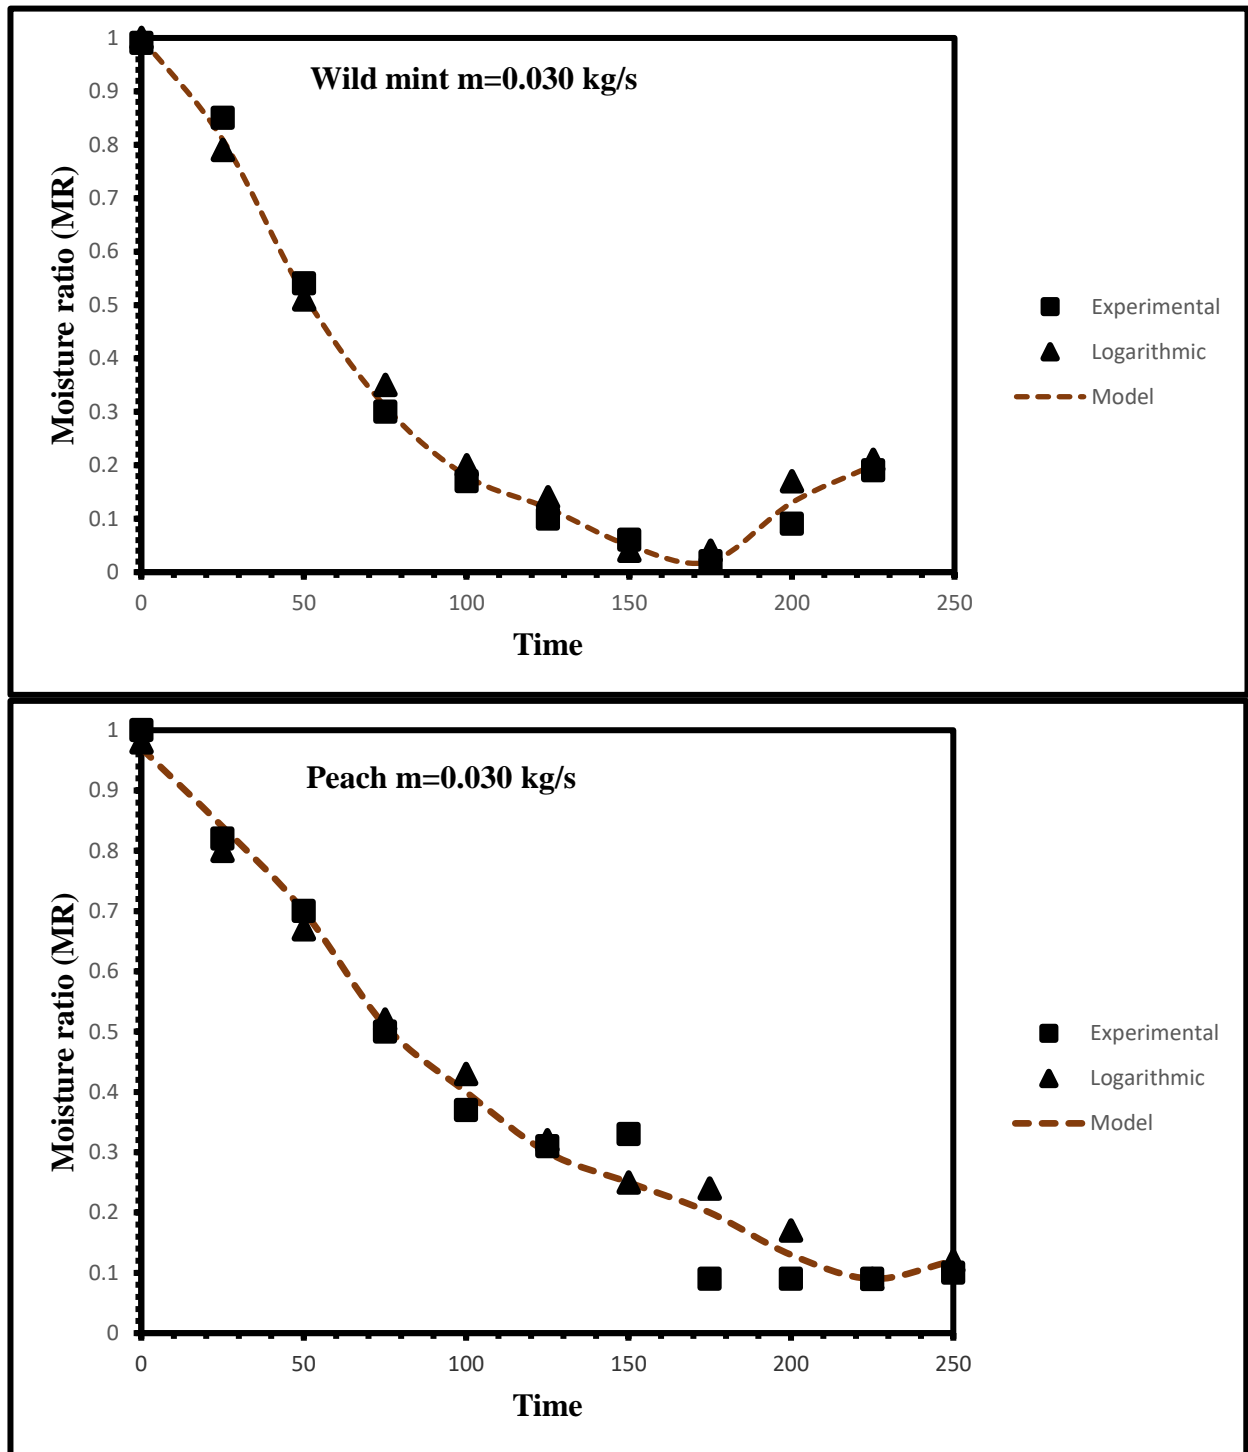 Wild mint m=0.030 kg/s
Moisture ratio (MR)
1
0.9
0.8
0.7
0.6
0.5
0.4
0.3
0.2
0.1
0
0 50 100 150 200 250
Time
Experimental
Logarithmic
Model
Peach m=0.030 kg/s
Moisture ratio (MR)
1
0.9
0.8
0.7
0.6
0.5
0.4
0.3
0.2
0.1
0
0 50 100 150 200 250
Time
Experimental
Logarithmic
Model